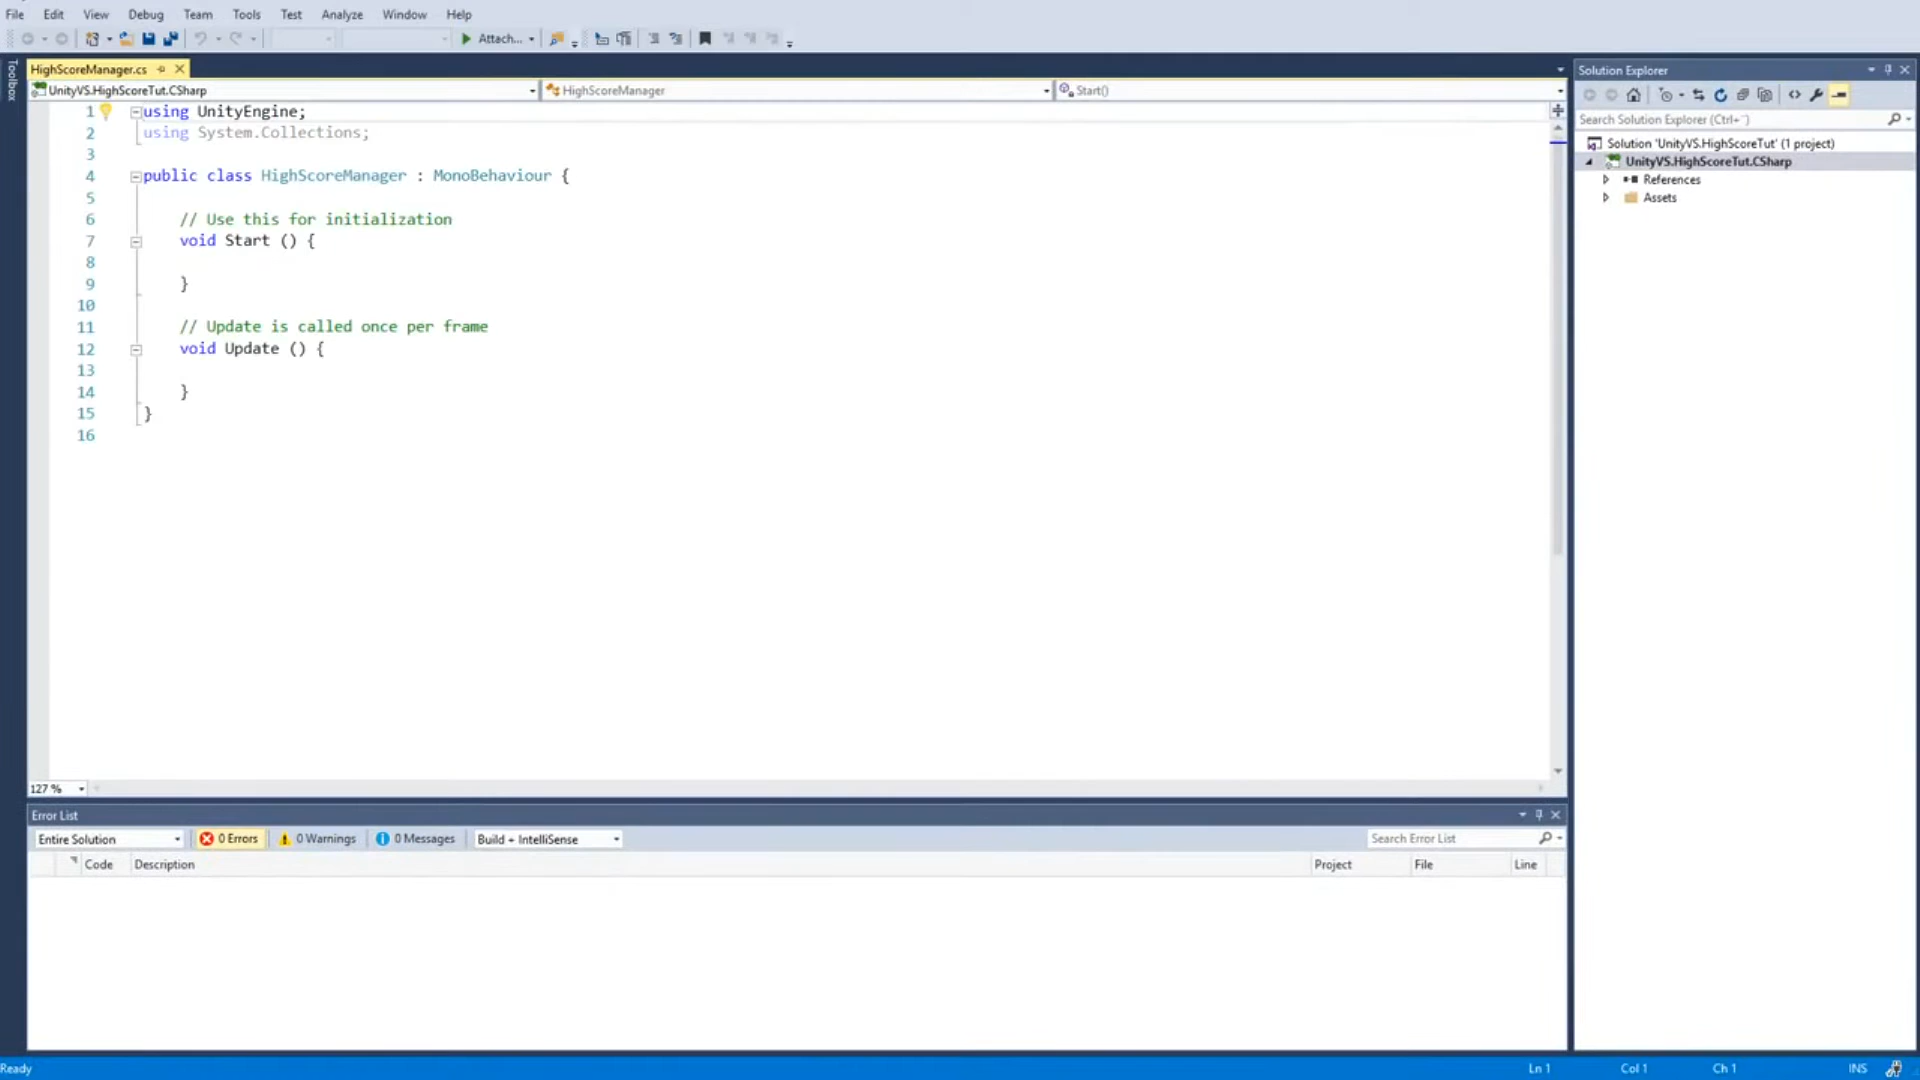 File Edit View Debug Team Tools Test Analyze Window Help
Attach...
Toolbox
HighScoreManager.cs
UnityVS.HighScoreTut.CSharp HighScoreManager Start()
1 using UnityEngine;
2 using System.Collections;
3
4 public class HighScoreManager : MonoBehaviour {
5
6 // Use this for initialization
7 void Start () {
8
9 }
10
11 // Update is called once per frame
12 void Update () {
13
14 }
15 }
16
127 %
Error List
Entire Solution 0 Errors 0 Warnings 0 Messages Build + IntelliSense Search Error List
Code Description Project File Line
Solution Explorer
Search Solution Explorer (Ctrl+¨)
Solution 'UnityVS.HighScoreTut' (1 project)
UnityVS.HighScoreTut.CSharp
References
Assets
Ready Ln 1 Col 1 Ch 1 INS